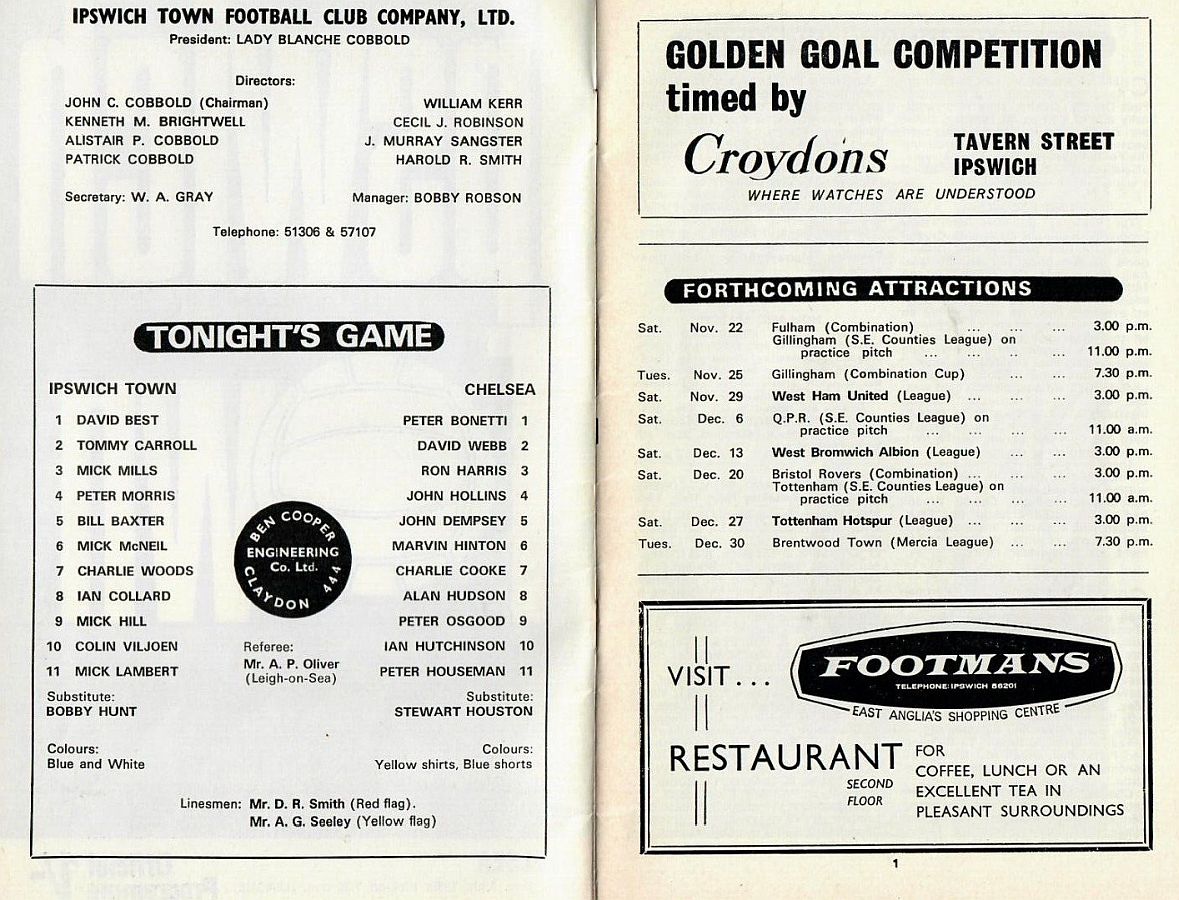 IPSWICH TOWN FOOTBALL CLUB COMPANY, LTD.
President: LADY BLANCHE COBBOLD
Directors:
JOHN C. COBBOLD (Chairman) WILLIAM KERR
KENNETH M. BRIGHTWELL CECIL J. ROBINSON
ALISTAIR P. COBBOLD J. MURRAY SANGSTER
PATRICK COBBOLD HAROLD R. SMITH
Secretary: W. A. GRAY Manager: BOBBY ROBSON
Telephone: 51306 & 57107
TONIGHT'S GAME
IPSWICH TOWN CHELSEA
1 DAVID BEST PETER BONETTI 1
2 TOMMY CARROLL DAVID WEBB 2
3 MICK MILLS RON HARRIS 3
4 PETER MORRIS JOHN HOLLINS 4
5 BILL BAXTER JOHN DEMPSEY 5
6 MICK McNEIL MARVIN HINTON 6
7 CHARLIE WOODS CHARLIE COOKE 7
8 IAN COLLARD ALAN HUDSON 8
9 MICK HILL PETER OSGOOD 9
10 COLIN VILJOEN IAN HUTCHINSON 10
11 MICK LAMBERT PETER HOUSEMAN 11
BEN COOPER
ENGINEERING
Co. Ltd.
CLAYDON 444
Referee:
Mr. A. P. Oliver
(Leigh-on-Sea)
Substitute: Substitute:
BOBBY HUNT STEWART HOUSTON
Colours: Colours:
Blue and White Yellow shirts, Blue shorts
Linesmen: Mr. D. R. Smith (Red flag).
Mr. A. G. Seeley (Yellow flag)
GOLDEN GOAL COMPETITION
timed by
Croydons TAVERN STREET
IPSWICH
WHERE WATCHES ARE UNDERSTOOD
FORTHCOMING ATTRACTIONS
Sat. Nov. 22 Fulham (Combination) ... ... ... 3.00 p.m.
Gillingham (S.E. Counties League) on
practice pitch ... ... .. ... 11.00 p.m.
Tues. Nov. 25 Gillingham (Combination Cup) ... ... 7.30 p.m.
Sat. Nov. 29 West Ham United (League) ... ... ... 3.00 p.m.
Sat. Dec. 6 Q.P.R. (S.E. Counties League) on
practice pitch ... ... ... ... 11.00 a.m.
Sat. Dec. 13 West Bromwich Albion (League) ... ... 3.00 p.m.
Sat. Dec. 20 Bristol Rovers (Combination) ... ... ... 3.00 p.m.
Tottenham (S.E. Counties League) on
practice pitch ... ... ... ... 11.00 a.m.
Sat. Dec. 27 Tottenham Hotspur (League) ... ... ... 3.00 p.m.
Tues. Dec. 30 Brentwood Town (Mercia League) ... ... 7.30 p.m.
VISIT... FOOTMANS
TELEPHONE: IPSWICH 56201
EAST ANGLIA'S SHOPPING CENTRE
RESTAURANT
SECOND
FLOOR
FOR
COFFEE, LUNCH OR AN
EXCELLENT TEA IN
PLEASANT SURROUNDINGS
1